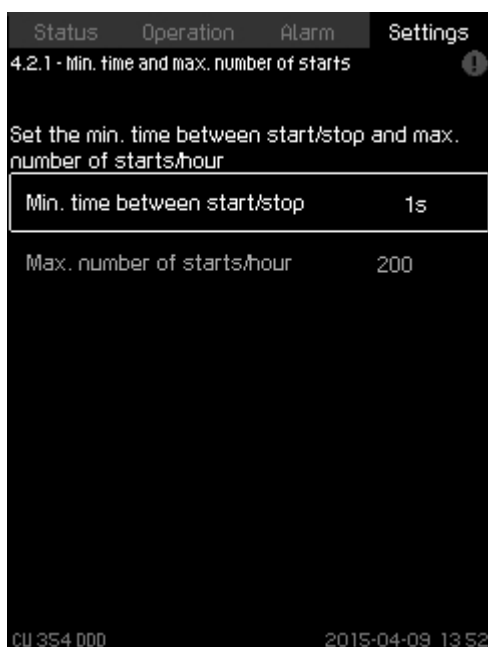 Status Operation Alarm Settings
4.2.1 - Min. time and max. number of starts
Set the min. time between start/stop and max.
number of starts/hour
Min. time between start/stop 1s
Max. number of starts/hour 200
CU 354 DDD 2015-04-09 13:52